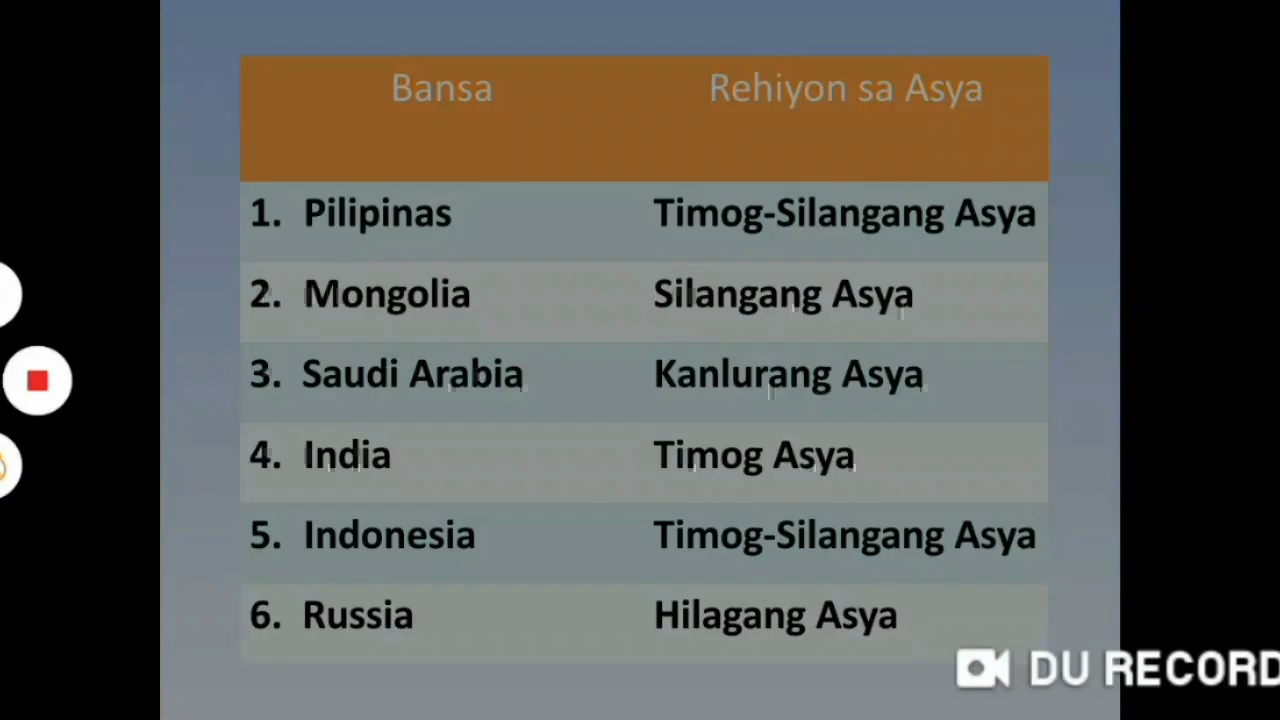 Bansa Rehiyon sa Asya
1. Pilipinas Timog-Silangang Asya
2. Mongolia Silangang Asya
3. Saudi Arabia Kanlurang Asya
4. India Timog Asya
5. Indonesia Timog-Silangang Asya
6. Russia Hilagang Asya
DU RECORD